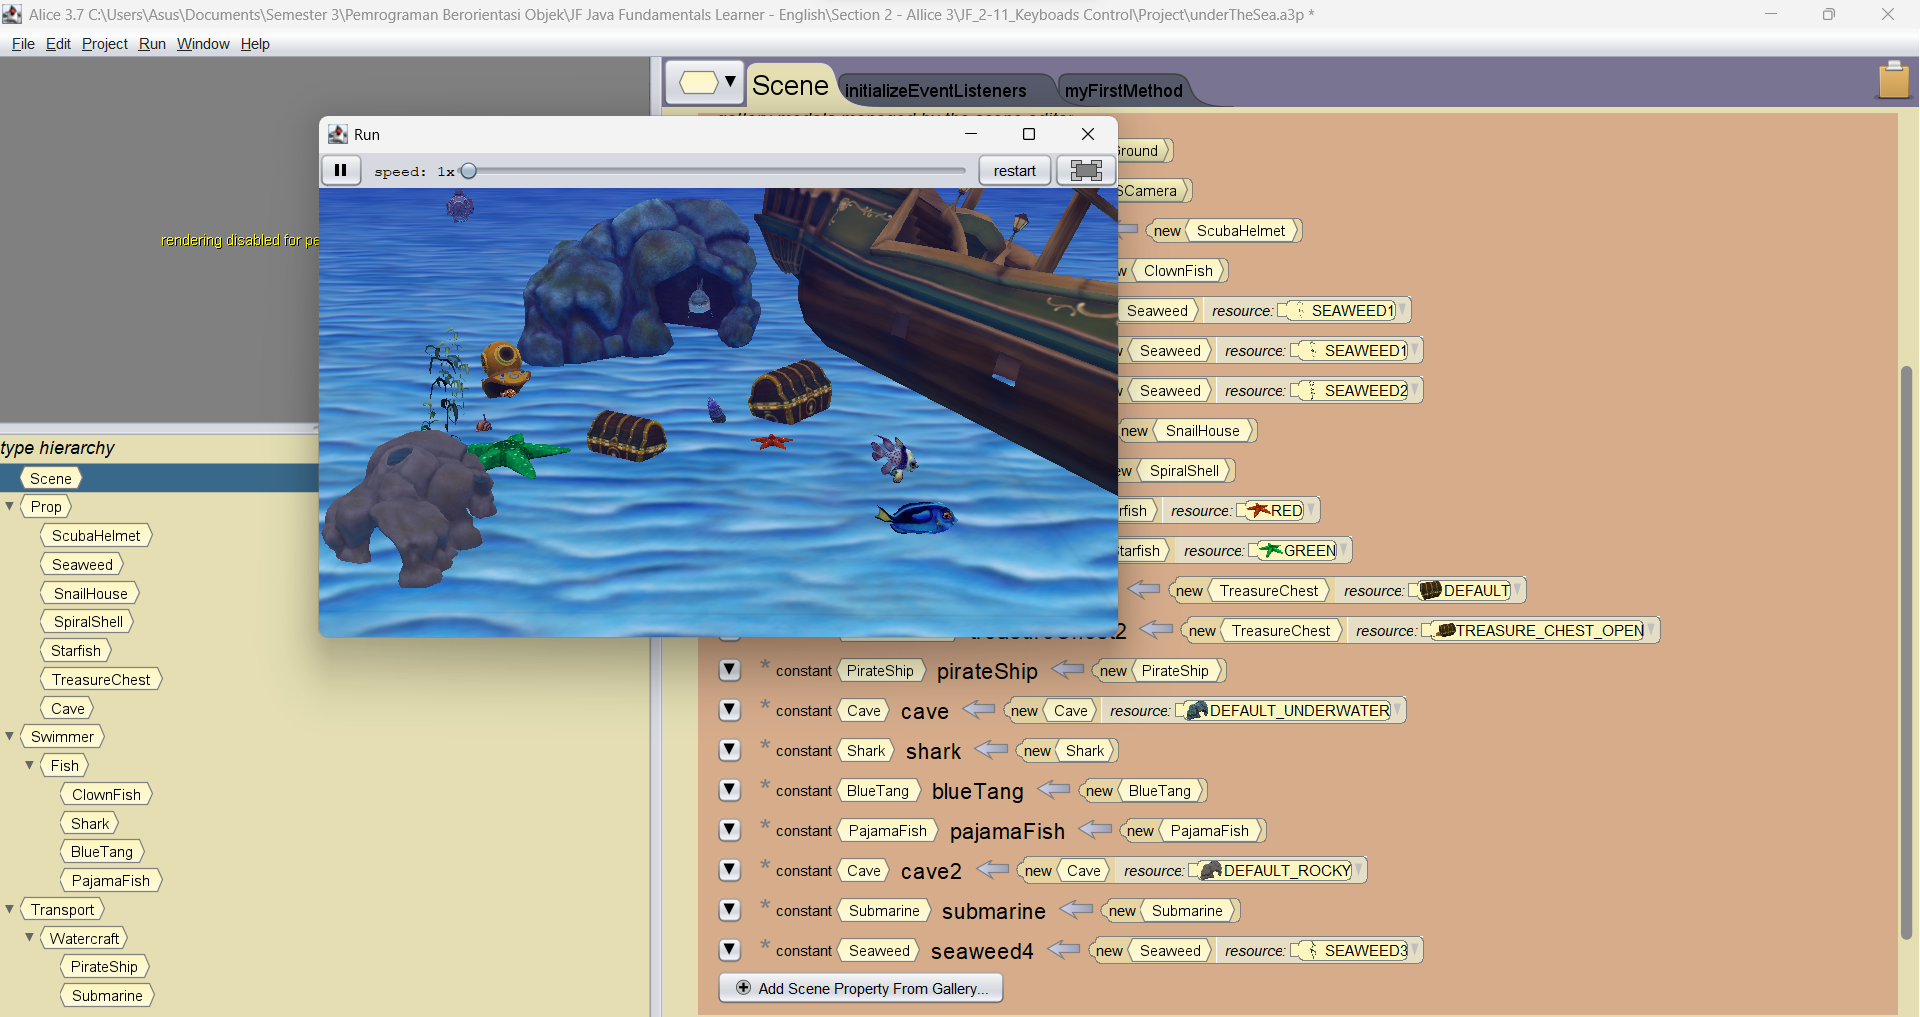 Alice 3.7 C:\Users\Asus\Documents\Semester 3\Pemrograman Berorientasi Objek\JF Java Fundamentals Learner - English\Section 2 - Allice 3\JF_2-11_Keyboads Control\Project\underTheSea.a3p *
File Edit Project Run Window Help
Scene initializeEventListeners myFirstMethod
Run
speed: 1x restart
rendering disabled for pe
type hierarchy
Scene
Prop
ScubaHelmet
Seaweed
SnailHouse
SpiralShell
Starfish
TreasureChest
Cave
Swimmer
Fish
ClownFish
Shark
BlueTang
PajamaFish
Transport
Watercraft
PirateShip
Submarine
round
Camera
new ScubaHelmet
w ClownFish
Seaweed resource: SEAWEED1
Seaweed resource: SEAWEED1
Seaweed resource: SEAWEED2
new SnailHouse
ew SpiralShell
rfish resource: RED
tarfish resource: GREEN
new TreasureChest resource: DEFAULT
2 new TreasureChest resource: TREASURE_CHEST_OPEN
* constant PirateShip pirateShip new PirateShip
* constant Cave cave new Cave resource: DEFAULT_UNDERWATER
* constant Shark shark new Shark
* constant BlueTang blueTang new BlueTang
* constant PajamaFish pajamaFish new PajamaFish
* constant Cave cave2 new Cave resource: DEFAULT_ROCKY
* constant Submarine submarine new Submarine
* constant Seaweed seaweed4 new Seaweed resource: SEAWEED3
Add Scene Property From Gallery...